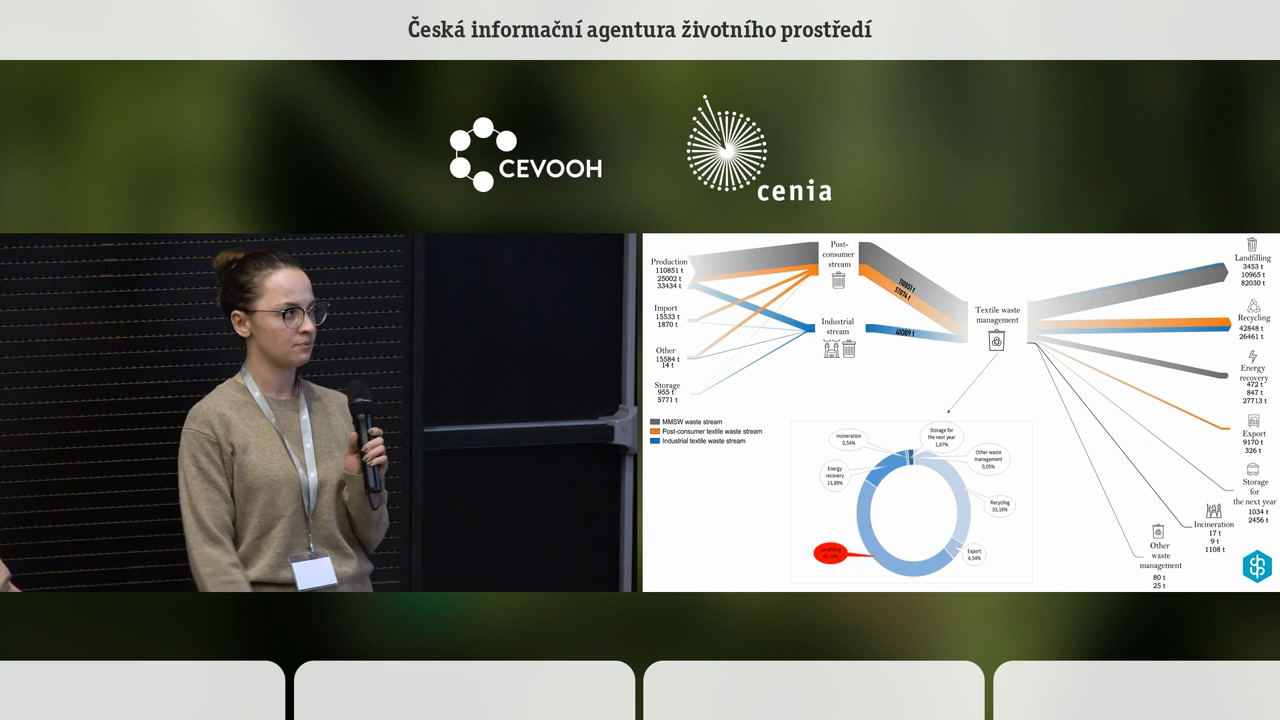 Česká informační agentura životního prostředí
CEVOOH
cenia
Production
110851 t
25002 t
33434 t
Import
15533 t
1870 t
Other
15584 t
14 t
Storage
955 t
5771 t
Post-
consumer
stream
Industrial
stream
57974 t
42089 t
Textile waste
management
Landfilling
3453 t
10965 t
82030 t
Recycling
42848 t
26461 t
Energy
recovery
472 t
847 t
27713 t
Export
9170 t
326 t
Storage
for
the next year
1034 t
2456 t
Incineration
17 t
9 t
1108 t
Other
waste
management
80 t
25 t
MMSW waste stream
Post-consumer textile waste stream
Industrial textile waste stream
Incineration
0,54%
Storage for
the next year
1,67%
Other waste
management
0,05%
Energy
recovery
13,89%
Recycling
33,16%
Export
4,54%
Landfilling